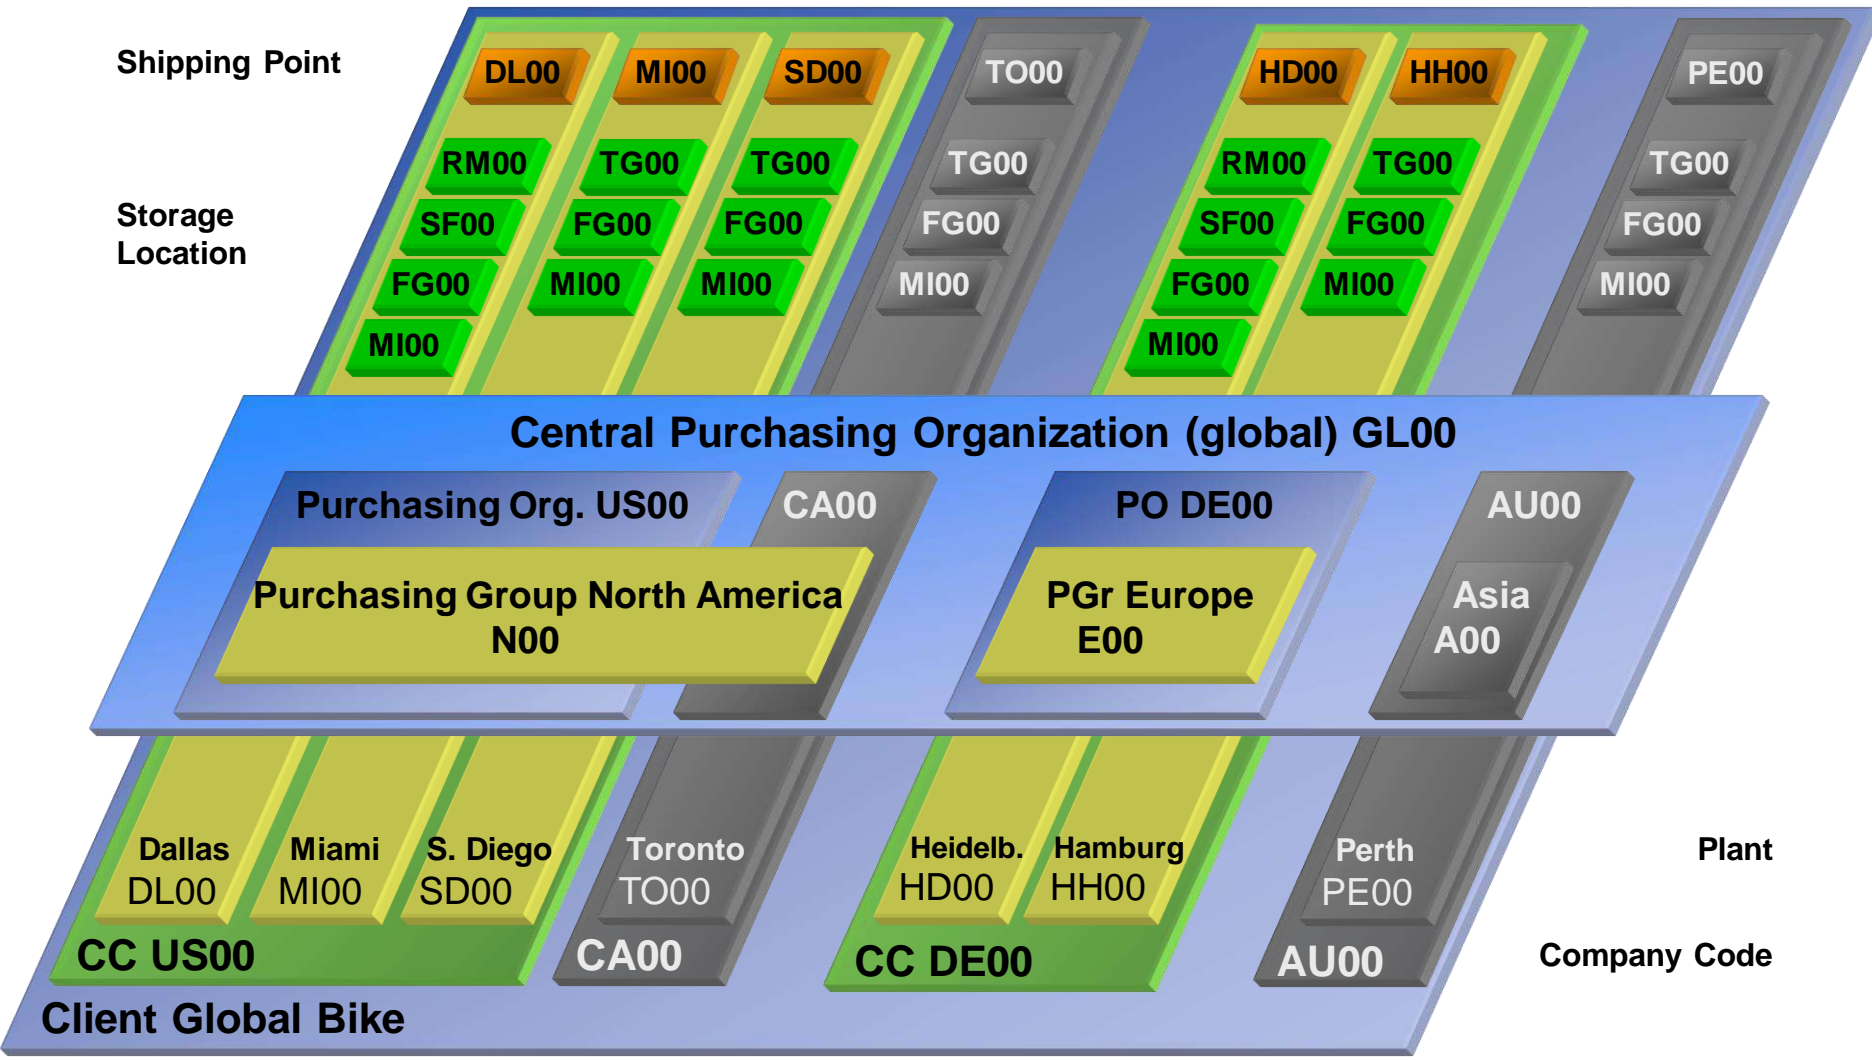 Shipping Point
DL00 MI00 SD00 TO00 HD00 HH00 PE00
RM00 TG00 TG00 TG00 RM00 TG00 TG00
Storage
Location
SF00 FG00 FG00 FG00 SF00 FG00 FG00
FG00 MI00 MI00 MI00 FG00 MI00 MI00
MI00 MI00
Central Purchasing Organization (global) GL00
Purchasing Org. US00 CA00 PO DE00 AU00
Purchasing Group North America
N00
PGr Europe
E00
Asia
A00
Dallas Miami S. Diego Toronto Heidelb. Hamburg Perth Plant
DL00 MI00 SD00 TO00 HD00 HH00 PE00
CC US00 CA00 CC DE00 AU00 Company Code
Client Global Bike